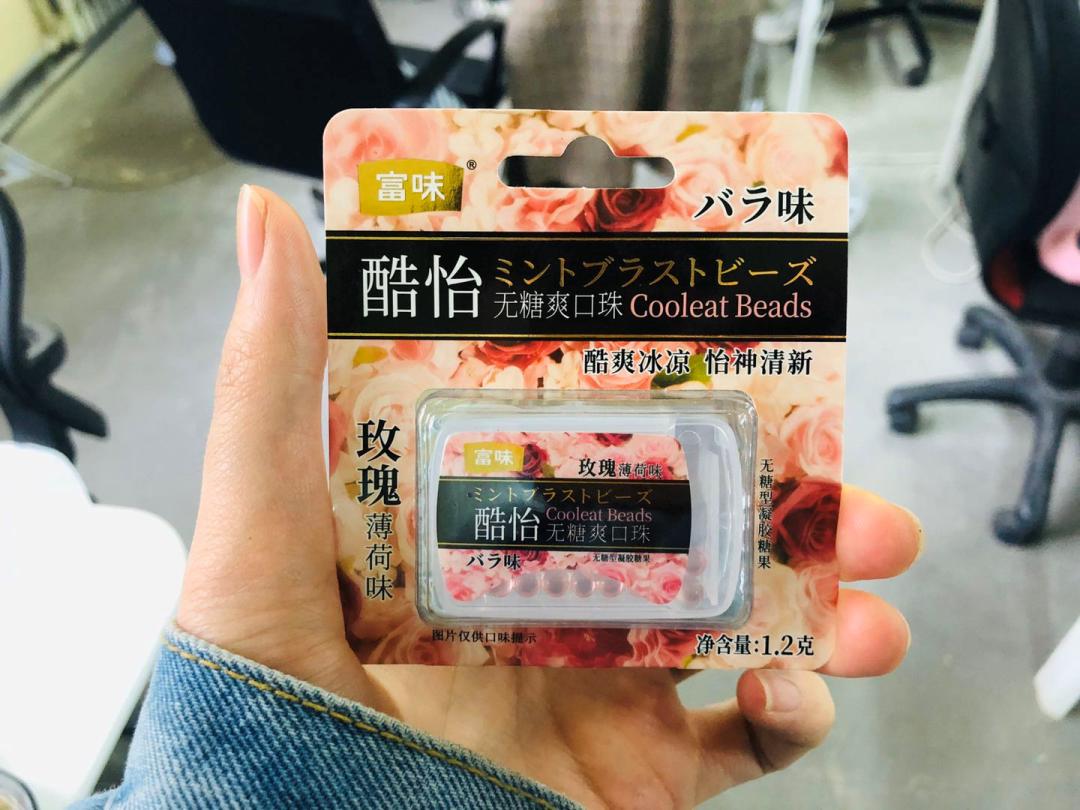 富味®
バラ味
酷怡
ミントブラストビーズ
无糖爽口珠 Cooleat Beads
酷爽冰凉 怡神清新
玫瑰薄荷味
富味
玫瑰薄荷味
ミントブラストビーズ
酷怡
Cooleat Beads
无糖爽口珠
バラ味
无糖型凝胶糖果
无糖型凝胶糖果
图片仅供口味提示
净含量:1.2克